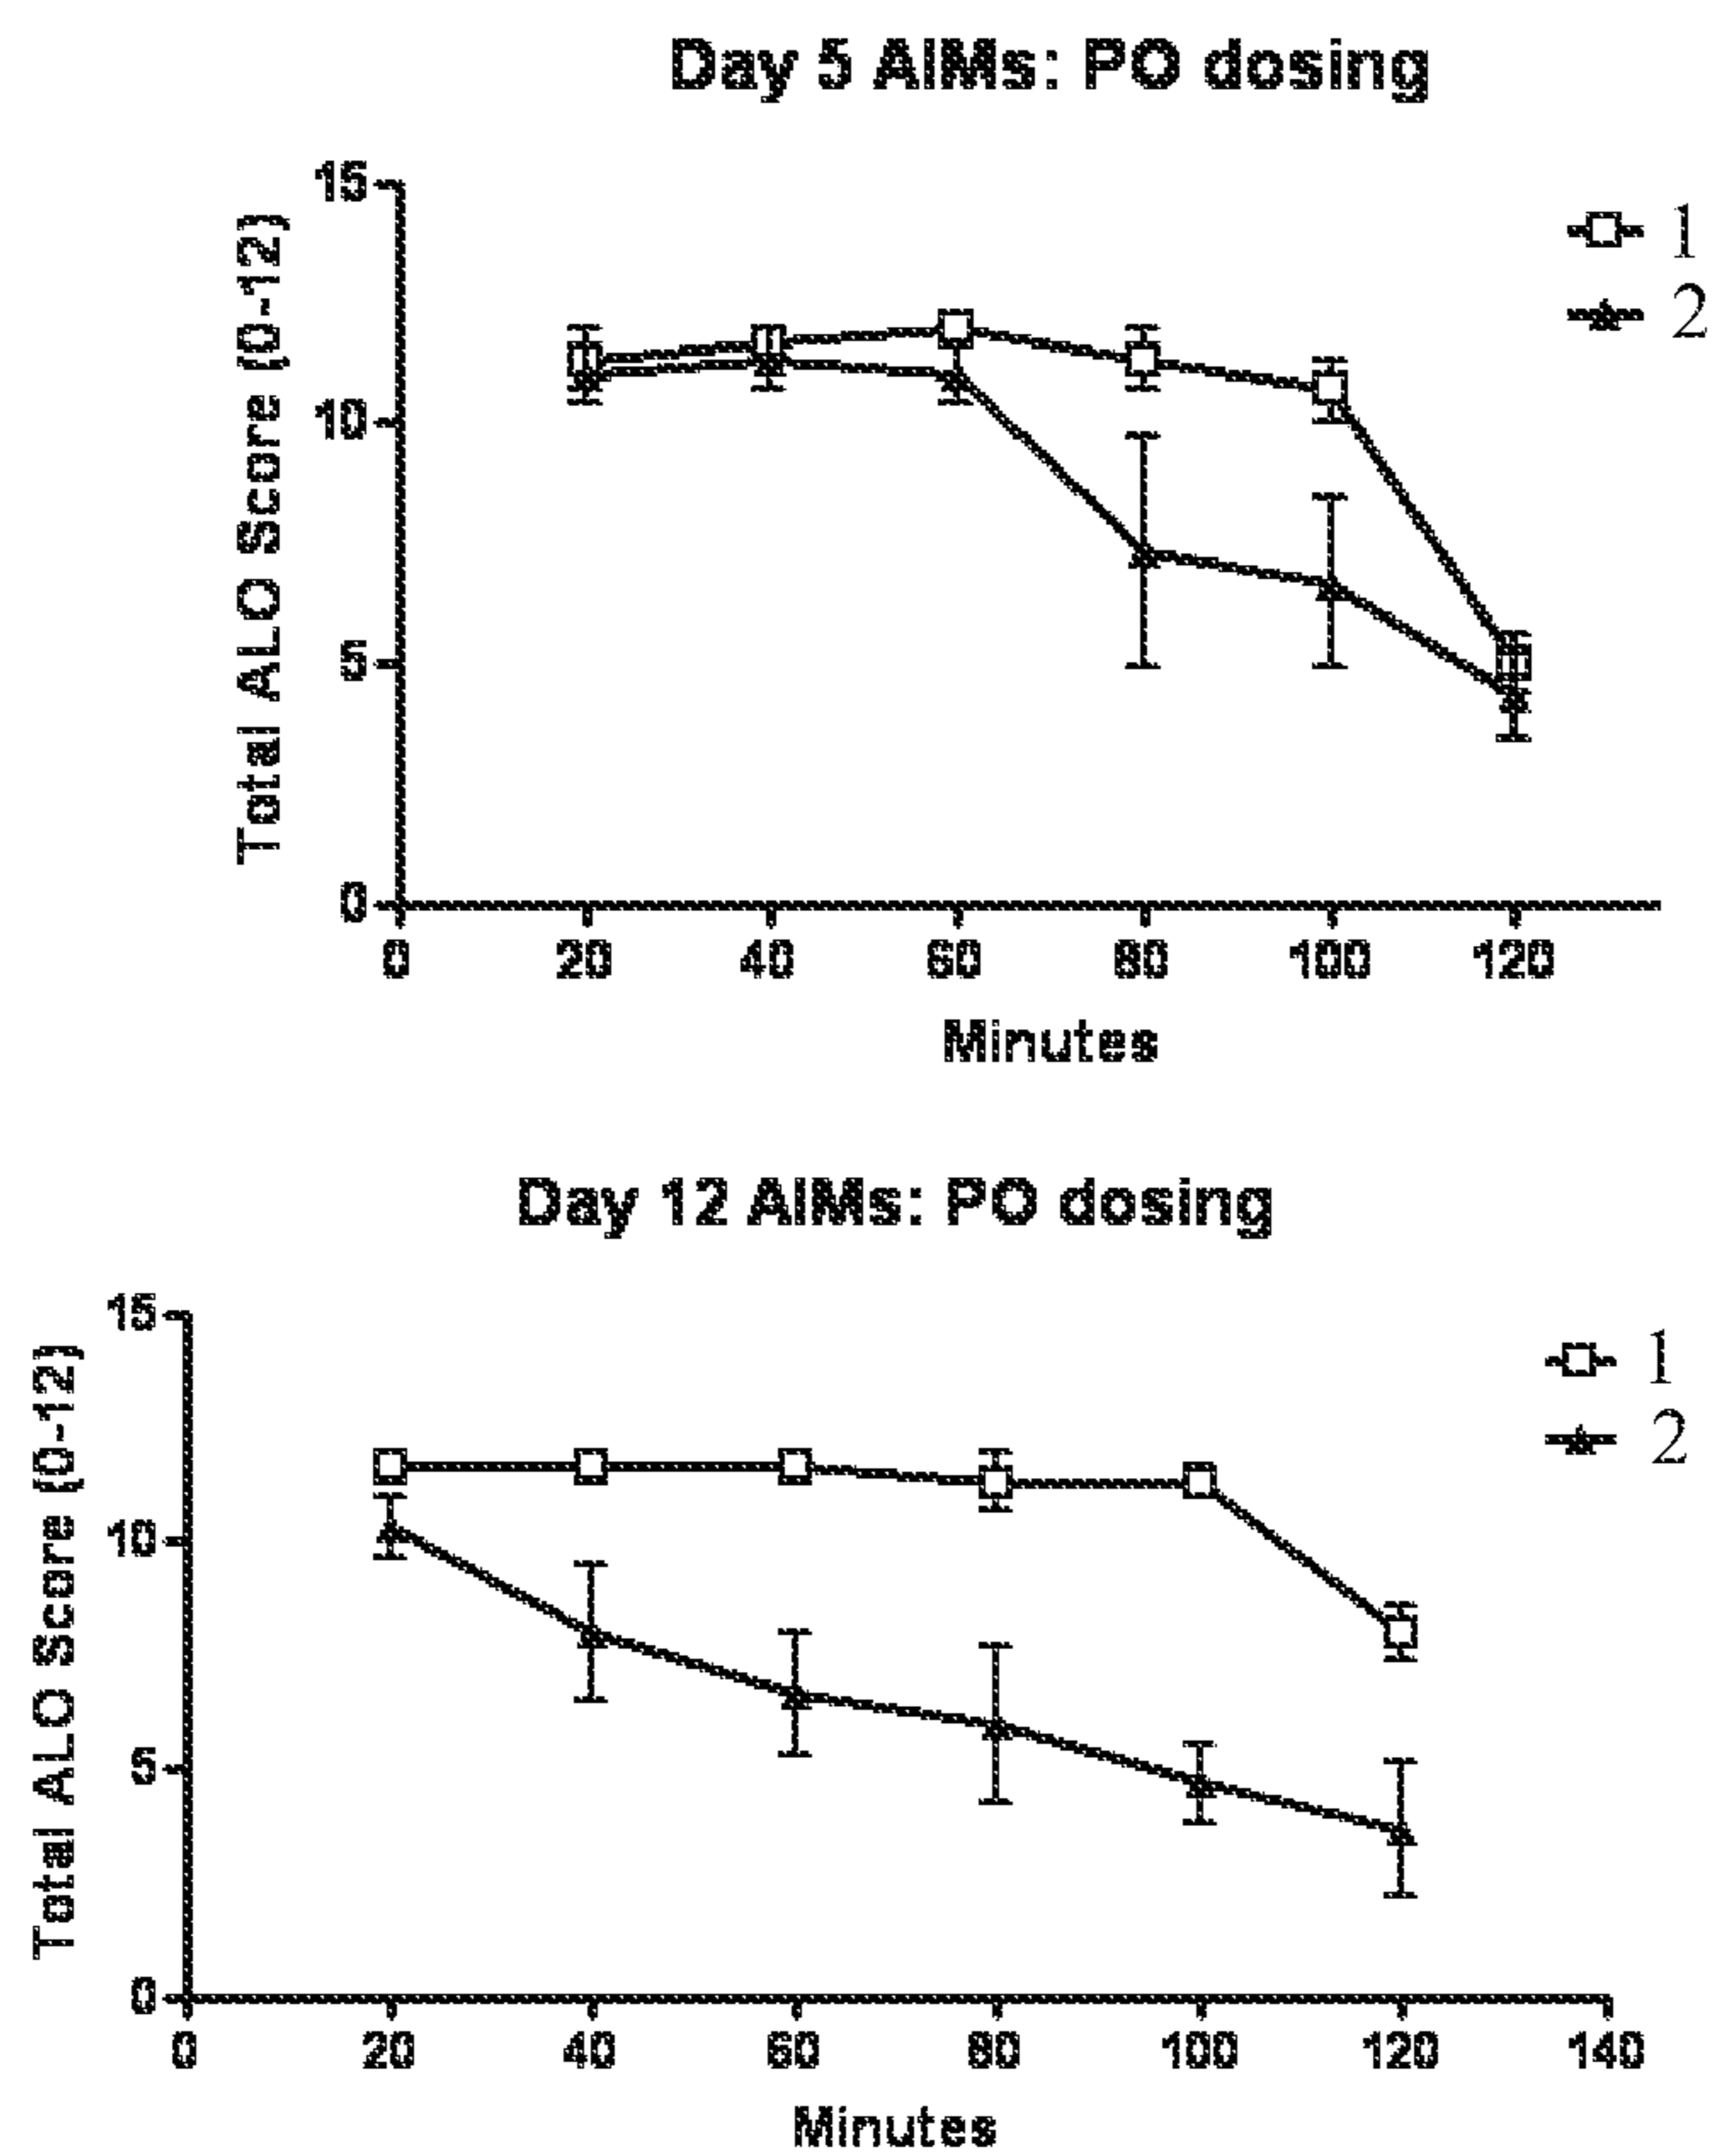 Day 5 AIMs: PO dosing
15
10
5
0
Total ALO Score (0-12)
1
2
0 20 40 60 80 100 120
Minutes
Day 12 AIMs: PO dosing
15
10
5
0
Total ALO Score (0-12)
1
2
0 20 40 60 80 100 120 140
Minutes